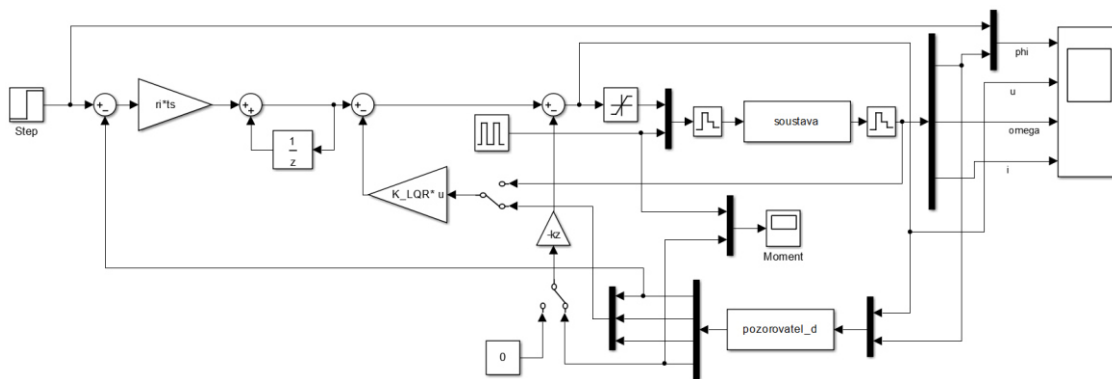 Step
+
−
ri*ts
+
+
1
z
+
−
K_LQR* u
+
−
-kz
0
soustava
Moment
pozorovatel_d
phi
u
omega
i